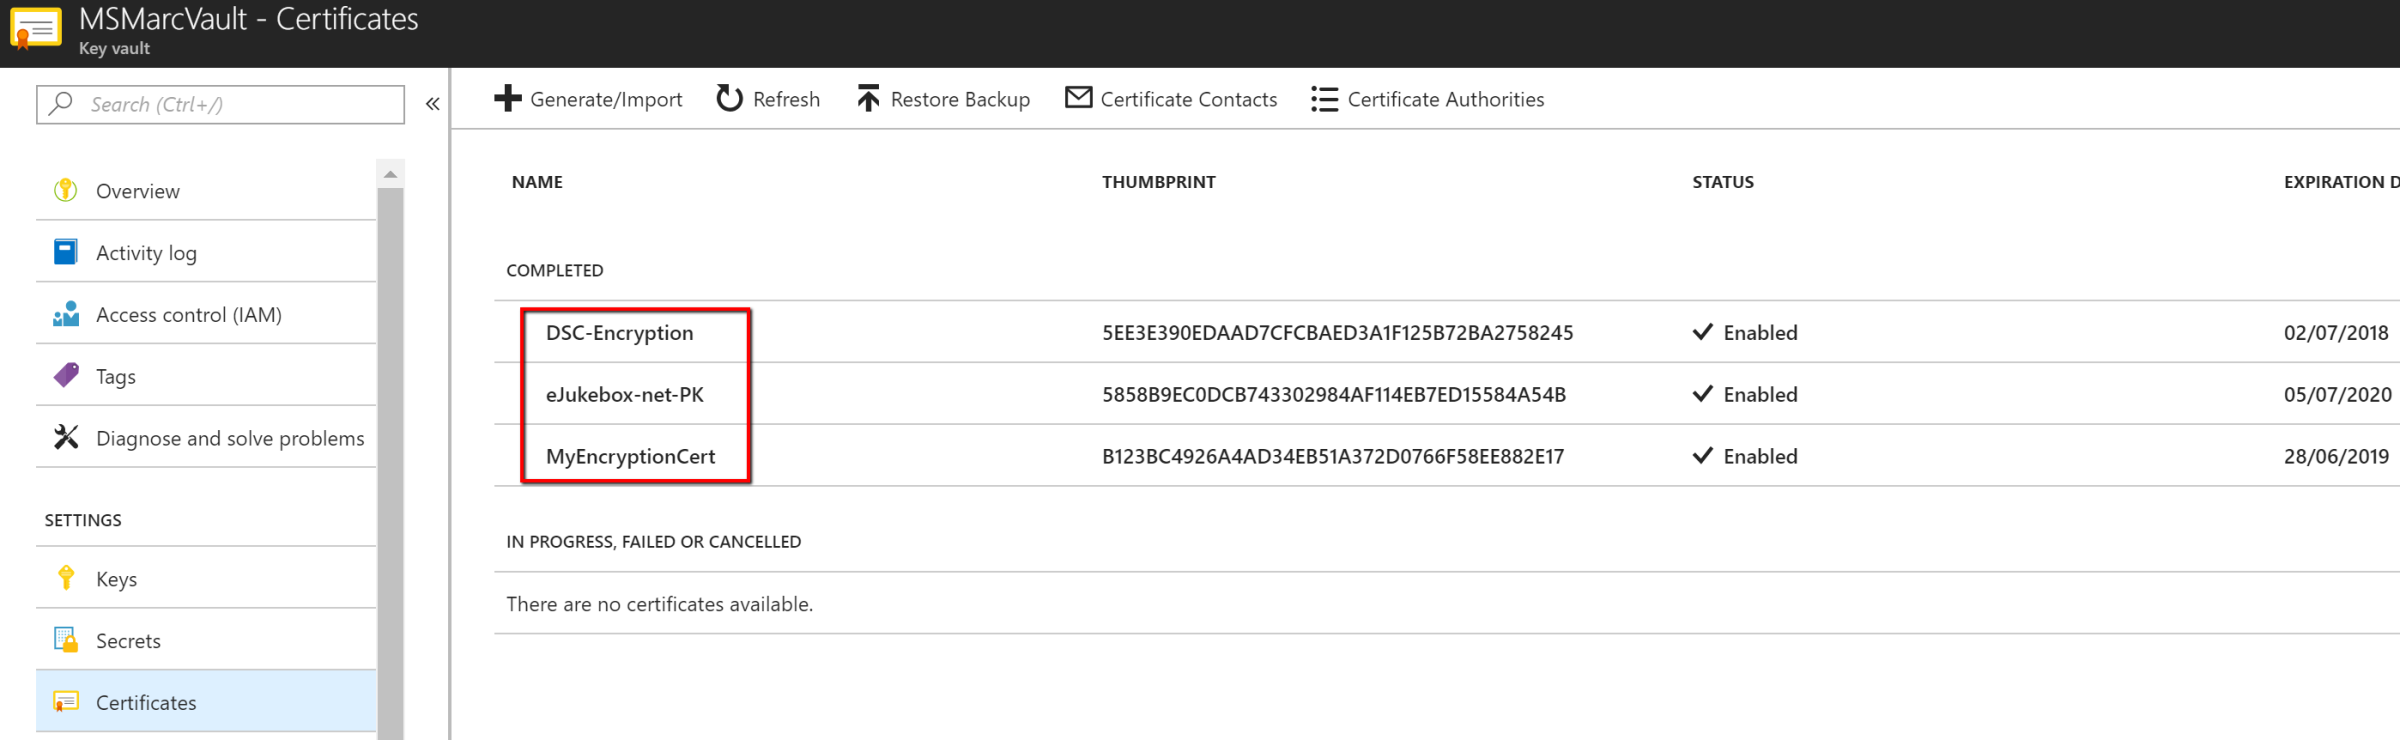 MSMarcVault - Certificates
Key vault
Search (Ctrl+/)
«
Overview
Activity log
Access control (IAM)
Tags
Diagnose and solve problems
SETTINGS
Keys
Secrets
Certificates
Generate/Import Refresh Restore Backup Certificate Contacts Certificate Authorities
NAME THUMBPRINT STATUS EXPIRATION D
COMPLETED
DSC-Encryption 5EE3E390EDAAD7CFCBAED3A1F125B72BA2758245 Enabled 02/07/2018
eJukebox-net-PK 5858B9EC0DCB743302984AF114EB7ED15584A54B Enabled 05/07/2020
MyEncryptionCert B123BC4926A4AD34EB51A372D0766F58EE882E17 Enabled 28/06/2019
IN PROGRESS, FAILED OR CANCELLED
There are no certificates available.